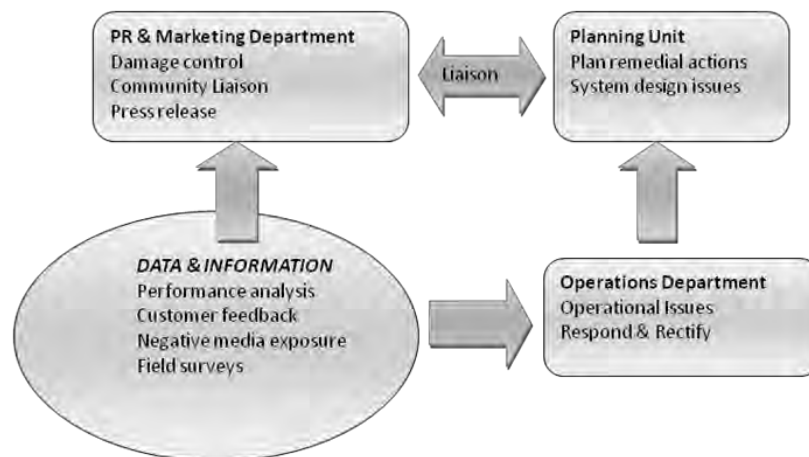 PR & Marketing Department
Damage control
Community Liaison
Press release
Liaison
Planning Unit
Plan remedial actions
System design issues
DATA & INFORMATION
Performance analysis
Customer feedback
Negative media exposure
Field surveys
Operations Department
Operational Issues
Respond & Rectify